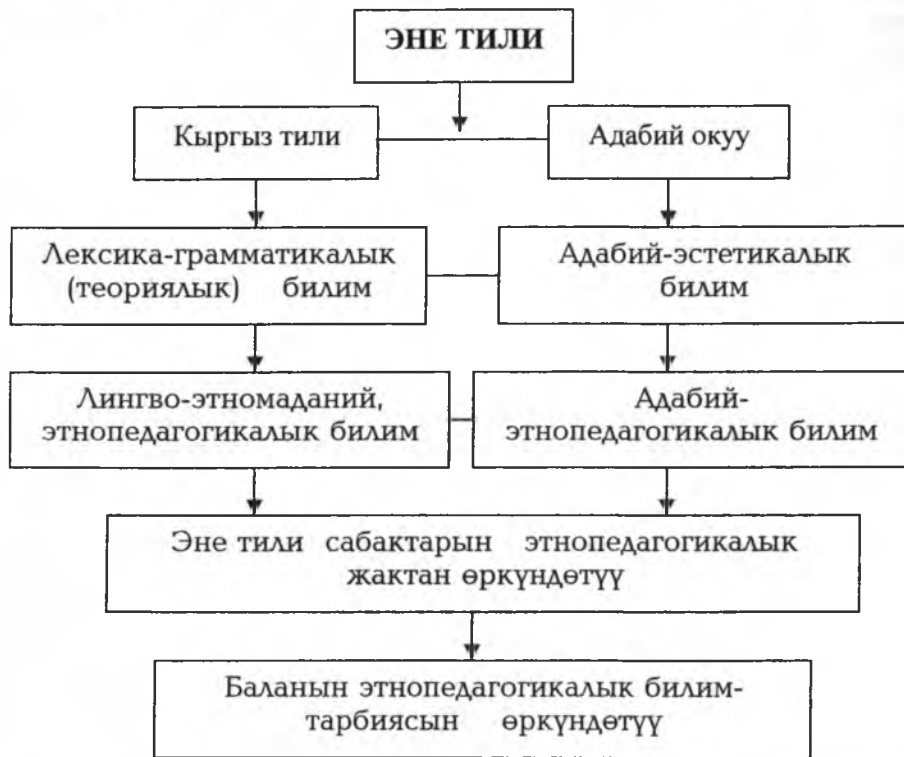 ЭНЕ ТИЛИ
Кыргыз тили
Адабий окуу
Лексика-грамматикалык
(теориялык) билим
Адабий-эстетикалык
билим
Лингво-этномаданий,
этнопедагогикалык билим
Адабий-
этнопедагогикалык билим
Эне тили сабактарын этнопедагогикалык
жактан өркүндөтүү
Баланын этнопедагогикалык билим-
тарбиясын өркүндөтүү